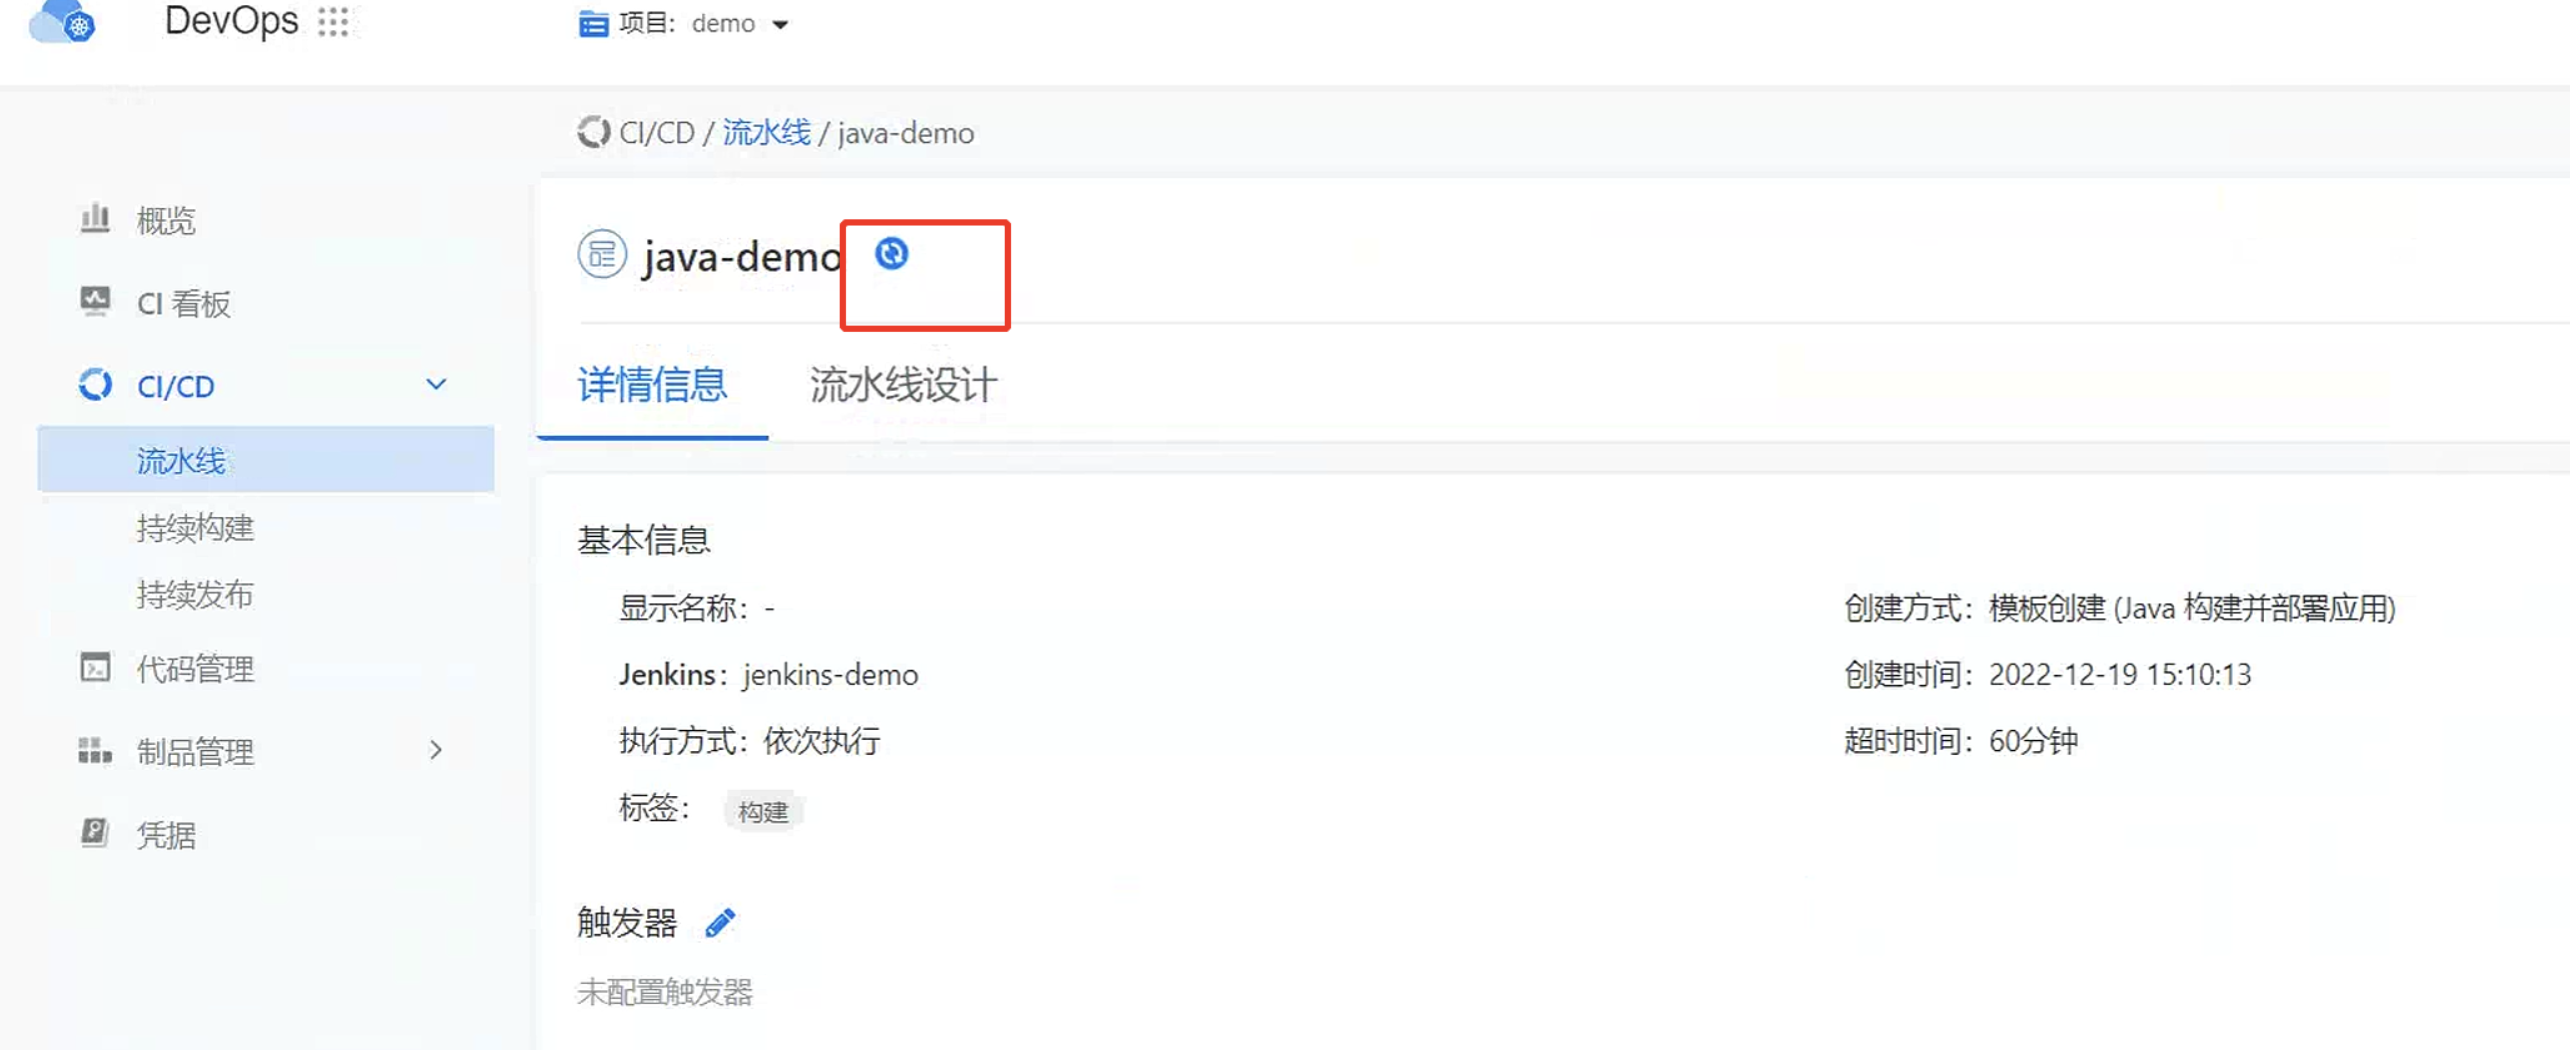 DevOps
项目: demo
CI/CD / 流水线 / java-demo
概览
CI 看板
CI/CD
流水线
持续构建
持续发布
代码管理
制品管理
凭据
java-demo
详情信息
流水线设计
基本信息
显示名称: -
创建方式: 模板创建 (Java 构建并部署应用)
Jenkins: jenkins-demo
创建时间: 2022-12-19 15:10:13
执行方式: 依次执行
超时时间: 60分钟
标签: 构建
触发器
未配置触发器